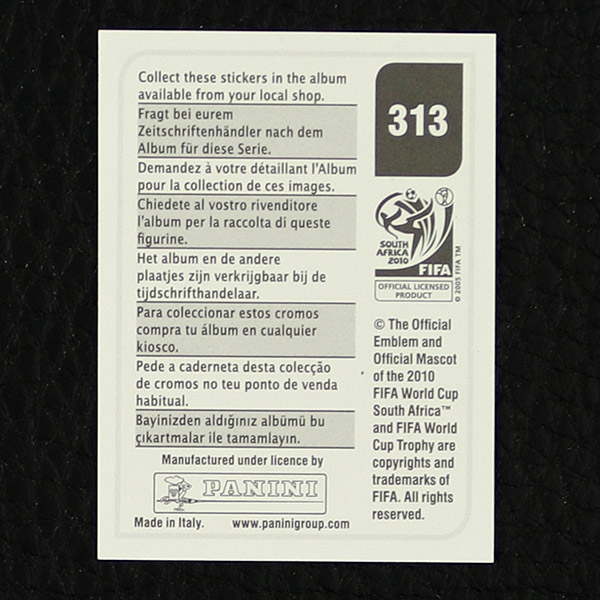 Collect these stickers in the album
available from your local shop.
Fragt bei eurem
Zeitschriftenhändler nach dem
Album für diese Serie.
Demandez à votre détaillant l'Album
pour la collection de ces images.
Chiedete al vostro rivenditore
l'album per la raccolta di queste
figurine.
Het album en de andere
plaatjes zijn verkrijgbaar bij de
tijdschrifthandelaar.
Para coleccionar estos cromos
compra tu álbum en cualquier
kiosco.
Pede a caderneta desta colecção
de cromos no teu ponto de venda
habitual.
Bayinizden aldığınız albümü bu
çıkartmalar ile tamamlayın.
Manufactured under licence by
PANINI
Made in Italy. www.paninigroup.com
313
SOUTH
AFRICA
2010
FIFA
© 2005 FIFA TM
OFFICIAL LICENSED
PRODUCT
© The Official
Emblem and
Official Mascot
of the 2010
FIFA World Cup
South Africa™
and FIFA World
Cup Trophy are
copyrights and
trademarks of
FIFA. All rights
reserved.